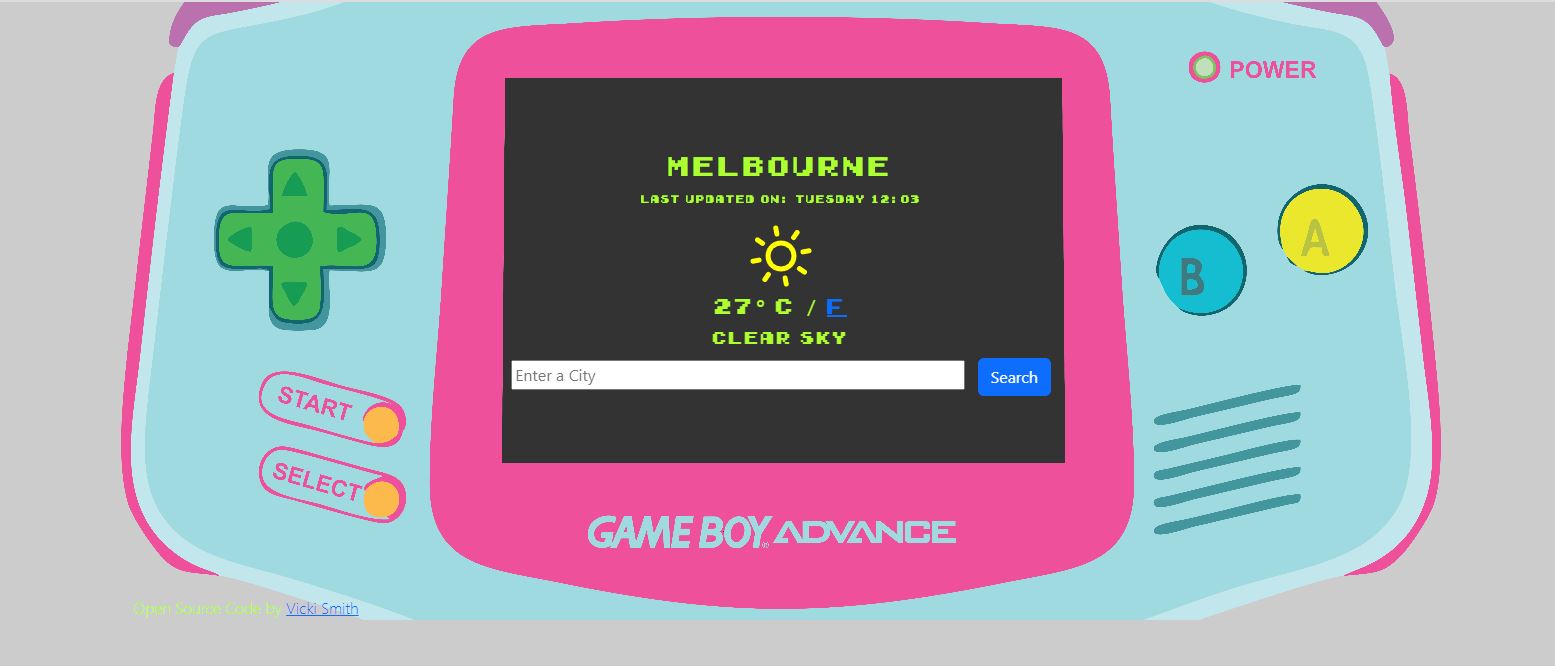 POWER
MELBOURNE
LAST UPDATED ON: TUESDAY 12:03
A
B
27°C / F
CLEAR SKY
Enter a City
Search
START
SELECT
GAME BOY® ADVANCE
Open Source Code by Vicki Smith